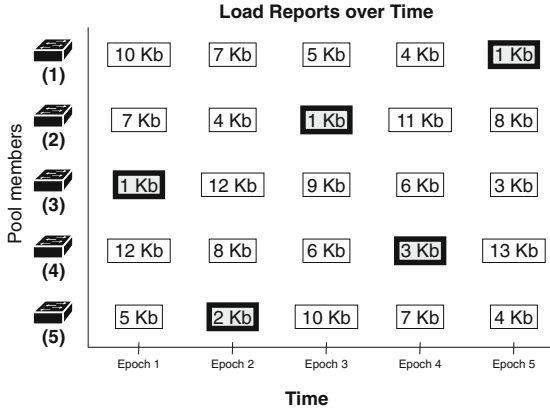 Load Reports over Time
10 Kb 7 Kb 5 Kb 4 Kb 1 Kb
(1)
7 Kb 4 Kb 1 Kb 11 Kb 8 Kb
(2)
1 Kb 12 Kb 9 Kb 6 Kb 3 Kb
(3)
12 Kb 8 Kb 6 Kb 3 Kb 13 Kb
(4)
5 Kb 2 Kb 10 Kb 7 Kb 4 Kb
(5)
Pool members
Epoch 1 Epoch 2 Epoch 3 Epoch 4 Epoch 5
Time